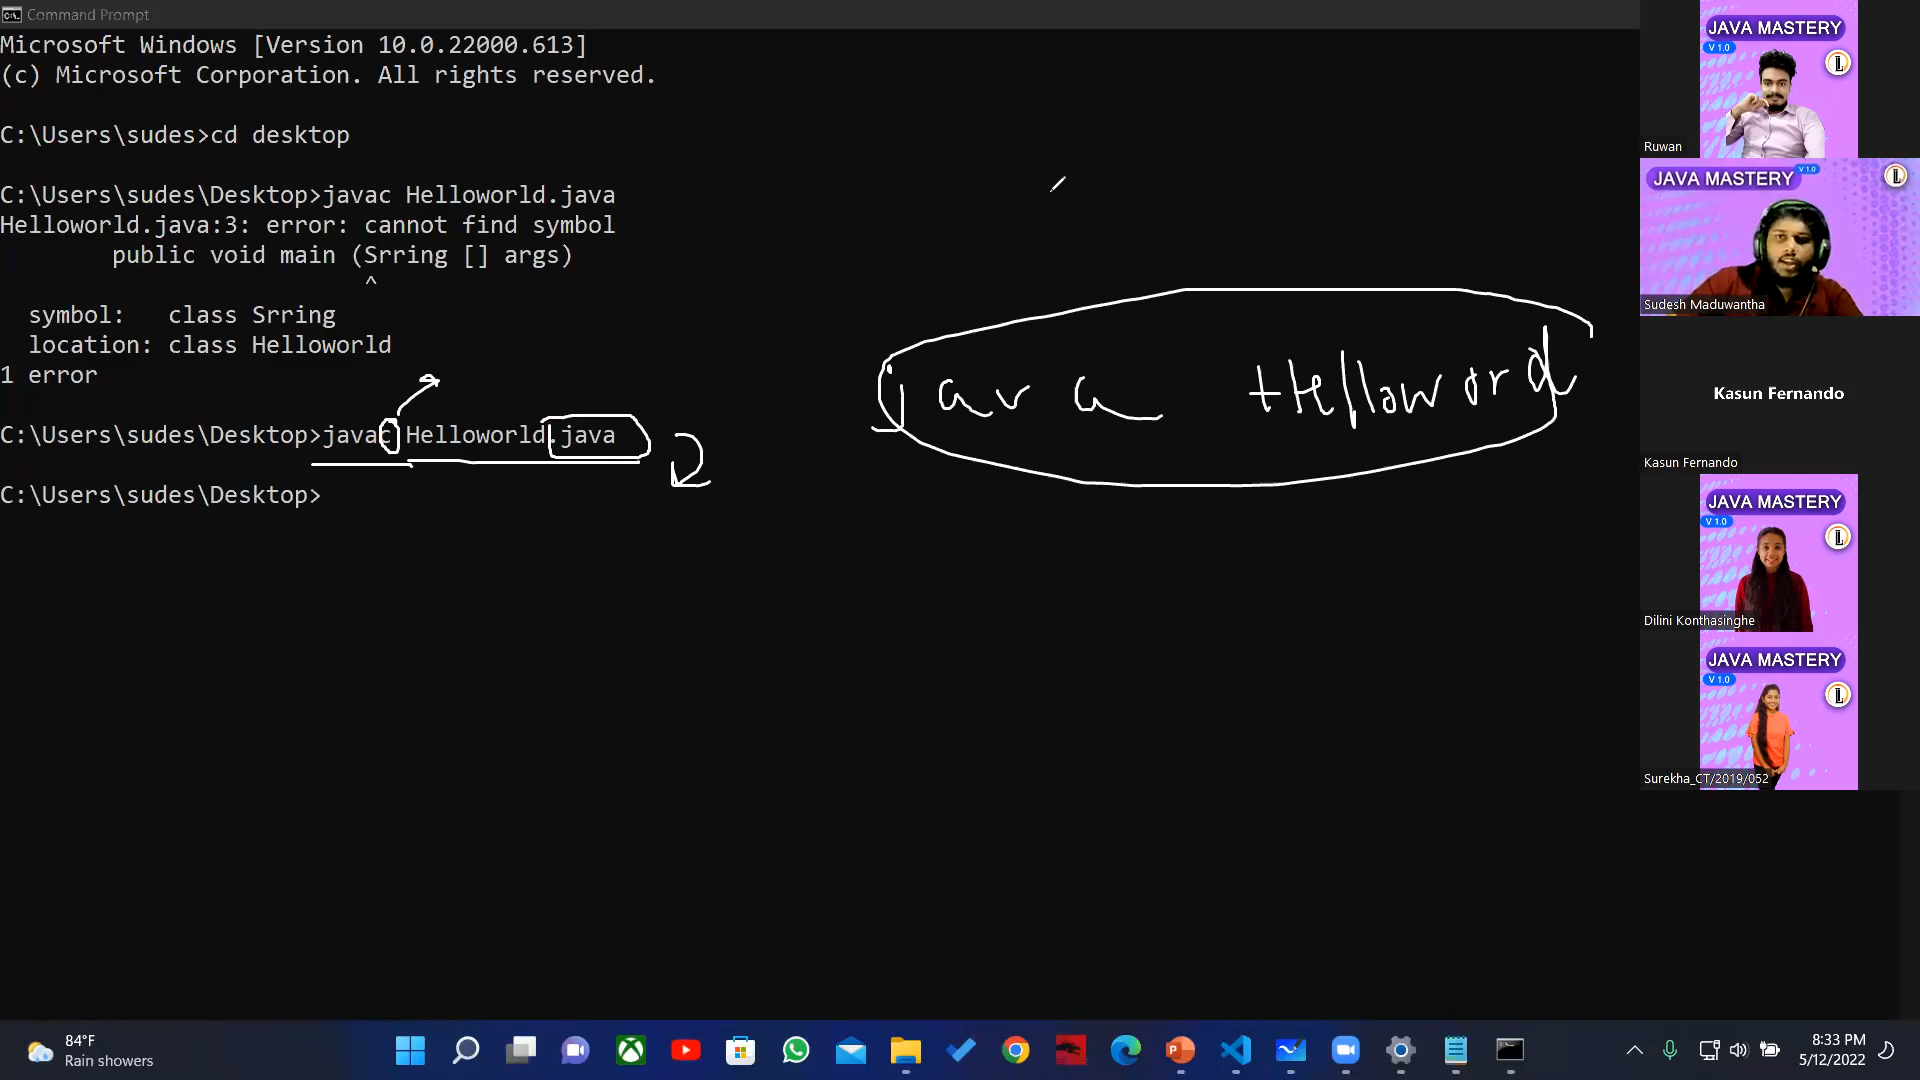 Command Prompt
Microsoft Windows [Version 10.0.22000.613]
(c) Microsoft Corporation. All rights reserved.
C:\Users\sudes>cd desktop
C:\Users\sudes\Desktop>javac Helloworld.java
Helloworld.java:3: error: cannot find symbol
        public void main (Srring [] args)
                          ^
  symbol:   class Srring
  location: class Helloworld
1 error
C:\Users\sudes\Desktop>javac Helloworld.java
C:\Users\sudes\Desktop>
java Helloword
JAVA MASTERY
V 1.0
Ruwan
JAVA MASTERY V 1.0
Sudesh Maduwantha
Kasun Fernando
Kasun Fernando
JAVA MASTERY
V 1.0
Dilini Konthasinghe
JAVA MASTERY
V 1.0
Surekha_CT/2019/052
84°F
Rain showers
8:33 PM
5/12/2022